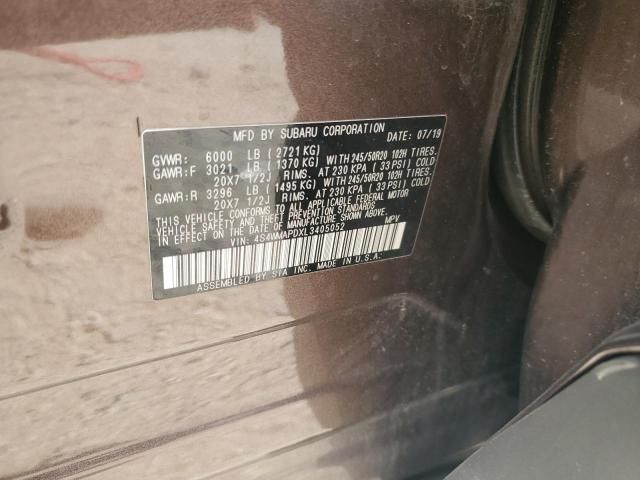 MFD BY SUBARU CORPORATION DATE: 07/19
GVWR: 6000 LB ( 2721 KG)
GAWR:F 3021 LB ( 1370 KG) WITH 245/50R20 102H TIRES.
20X7 1/2J RIMS. AT 230 KPA ( 33 PSI) COLD
GAWR:R 3296 LB ( 1495 KG) WITH 245/50R20 102H TIRES.
20X7 1/2J RIMS. AT 230 KPA ( 33 PSI) COLD
THIS VEHICLE CONFORMS TO ALL APPLICABLE FEDERAL MOTOR
VEHICLE SAFETY AND THEFT PREVENTION STANDARDS
IN EFFECT ON THE DATE OF MANUFACTURE SHOWN ABOVE.
VIN: 4S4WMAPDXL3405052 MPV
ASSEMBLED BY SIA INC. MADE IN U.S.A.